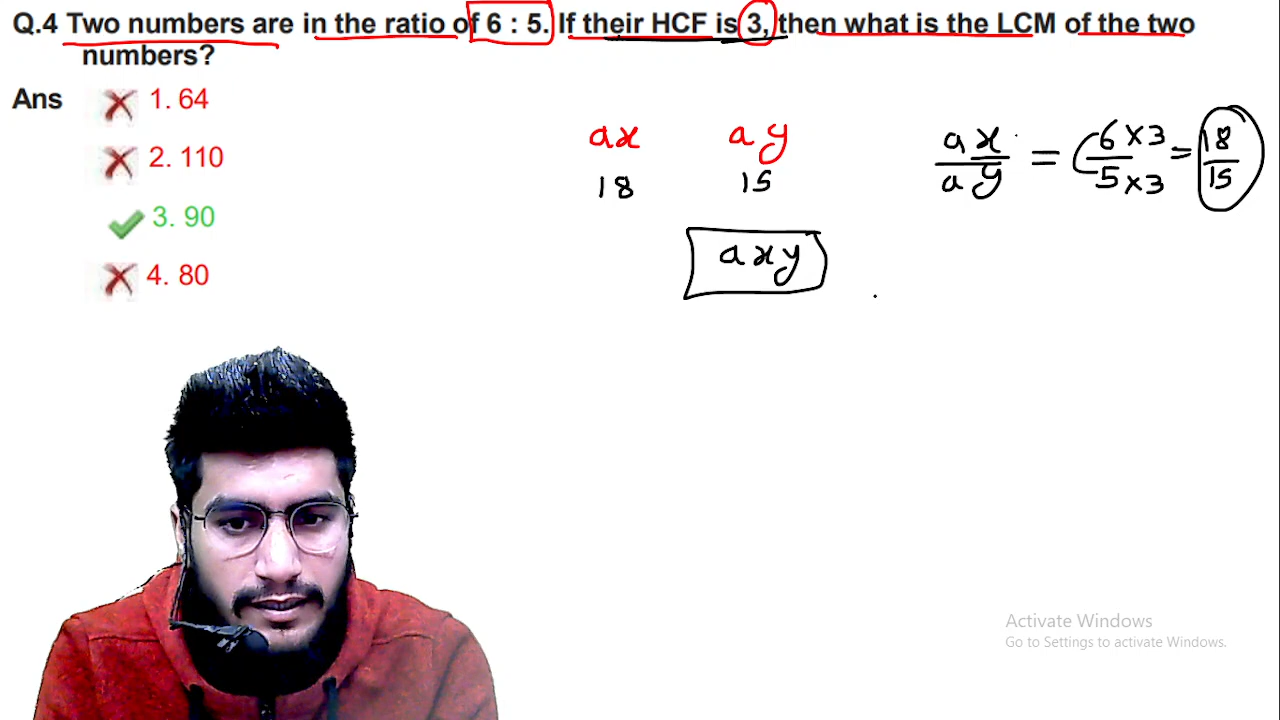 Q.4 Two numbers are in the ratio of 6 : 5. If their HCF is 3, then what is the LCM of the two
numbers?
Ans
1. 64
2. 110
3. 90
4. 80
ax ay
18 15
axy
ax/ay = 6×3/5×3 = 18/15
Activate Windows
Go to Settings to activate Windows.